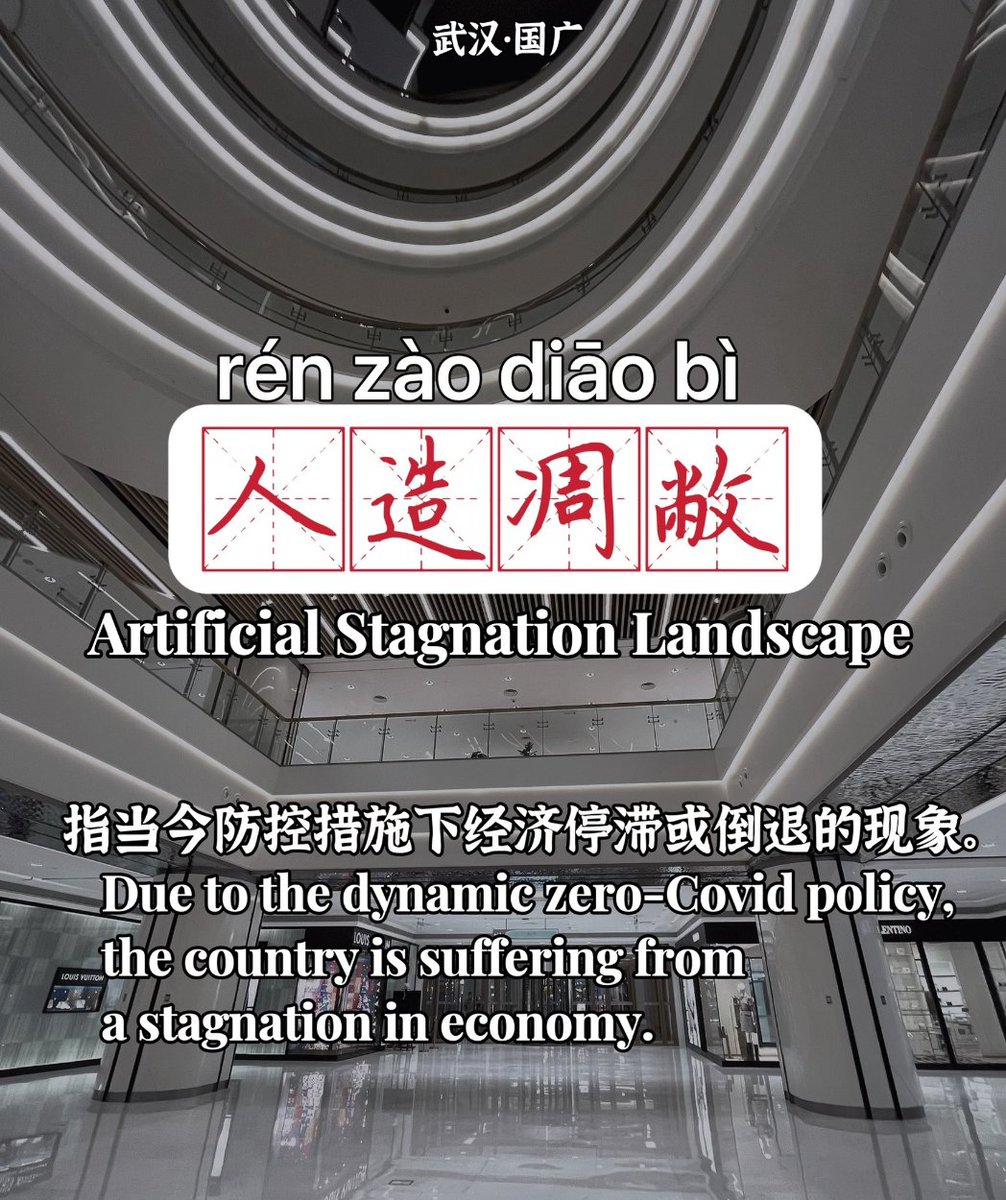 武汉·国广
rén zào diāo bì
人造凋敝
Artificial Stagnation Landscape
指当今防控措施下经济停滞或倒退的现象。
Due to the dynamic zero-Covid policy,
the country is suffering from
a stagnation in economy.
LOUIS VUITTON
LOUIS
LENTINO